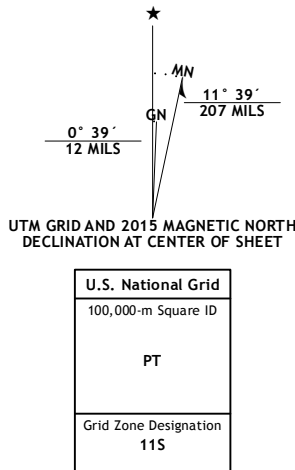 ★
MN
GN
11° 39´
207 MILS
0° 39´
12 MILS
UTM GRID AND 2015 MAGNETIC NORTH
DECLINATION AT CENTER OF SHEET
U.S. National Grid
100,000-m Square ID
PT
Grid Zone Designation
11S